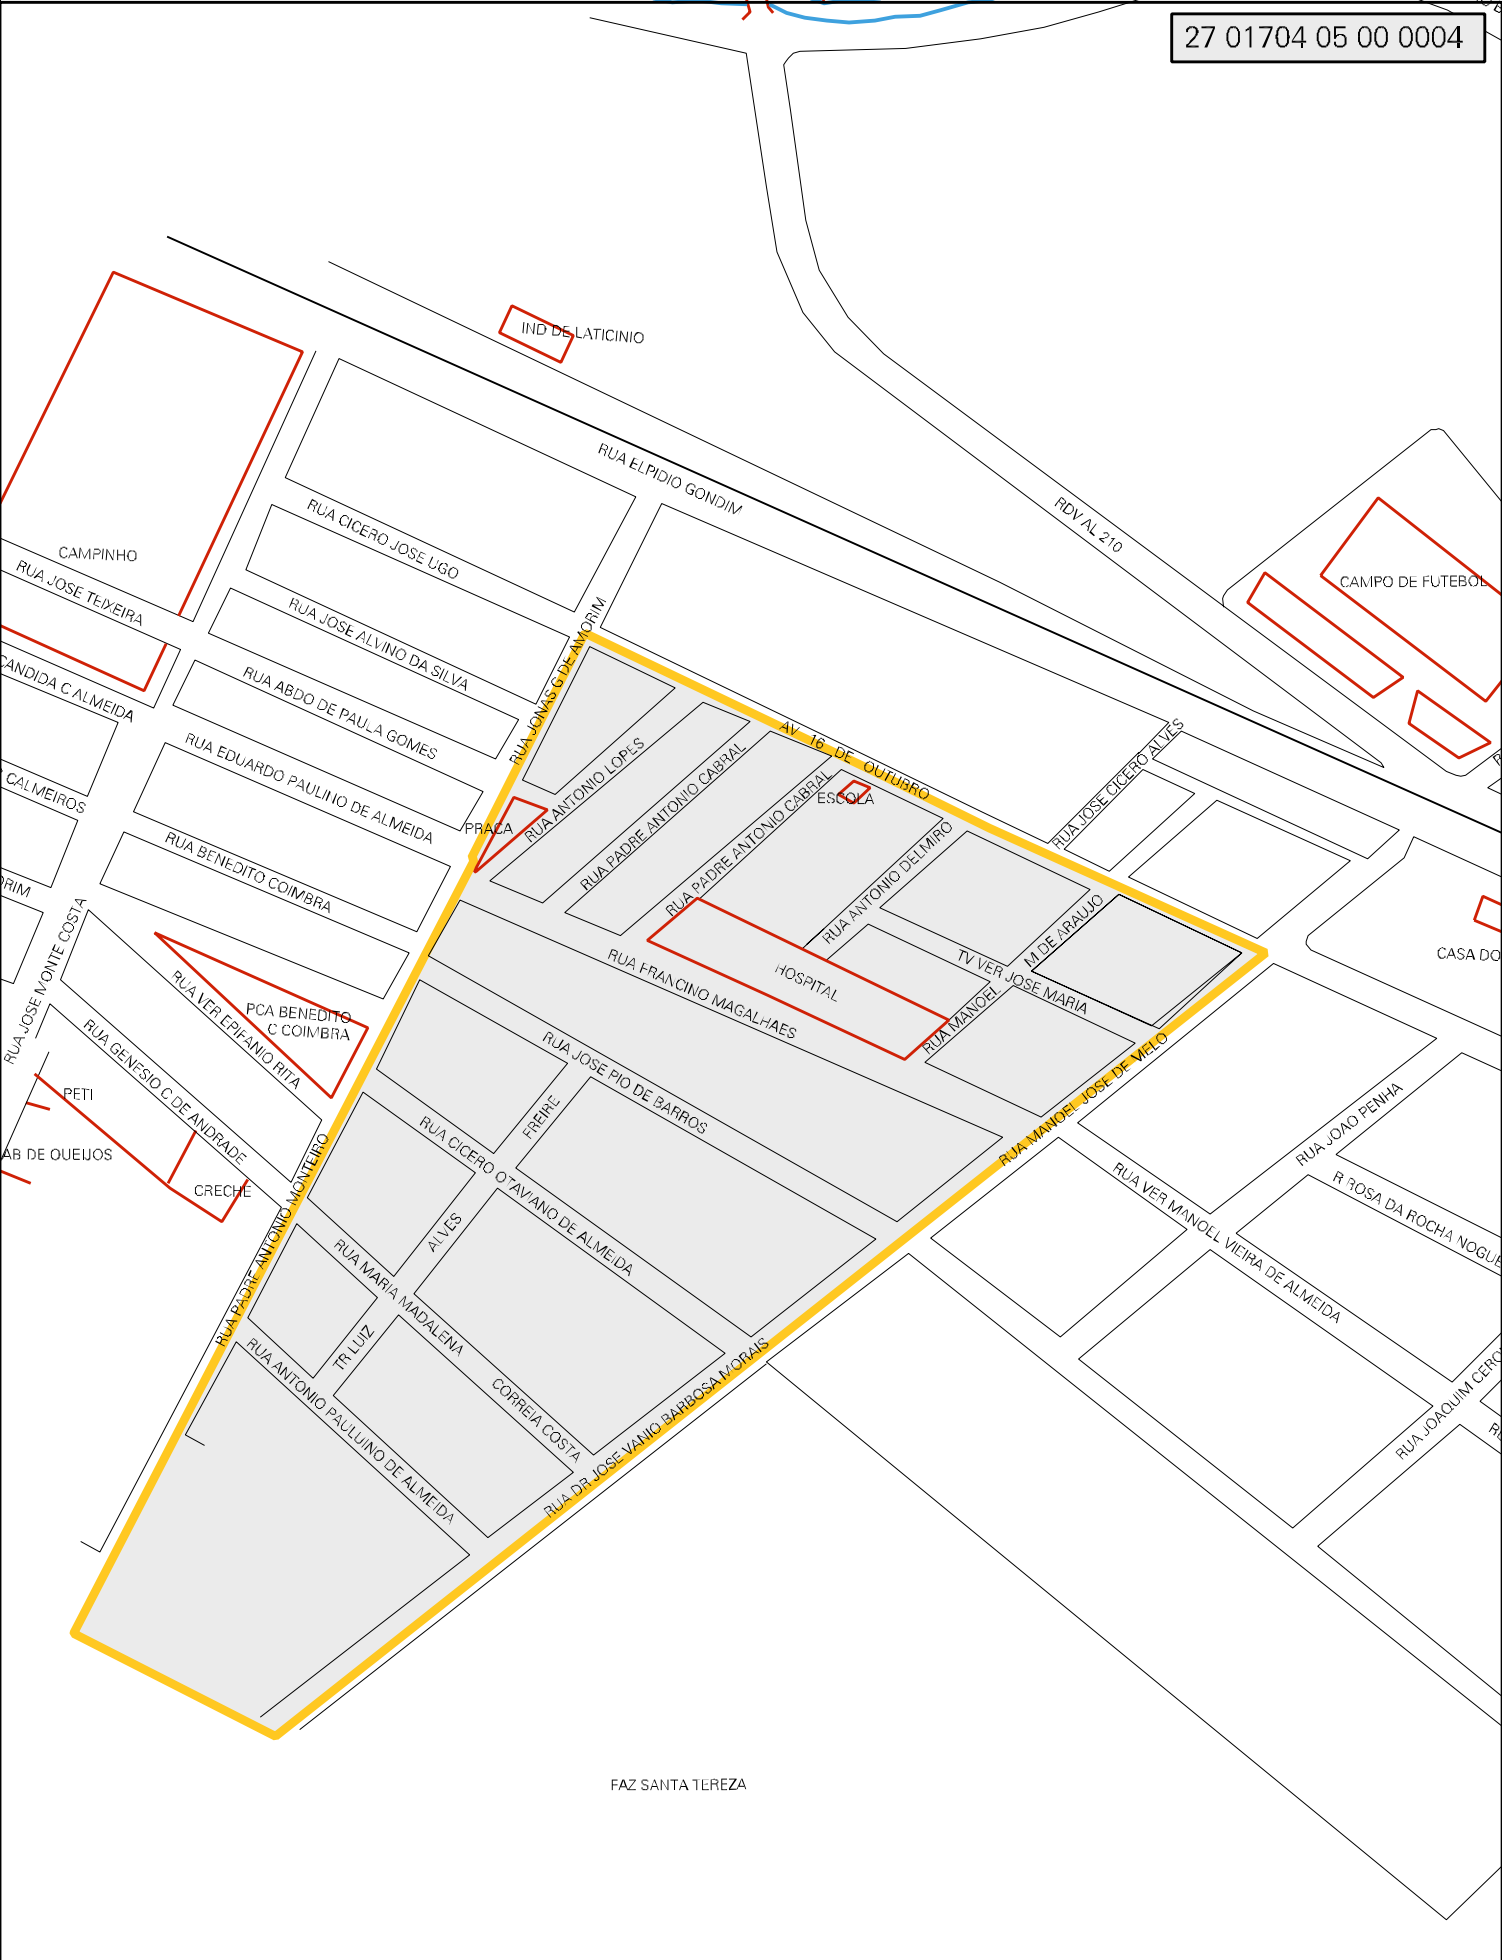 27 01704 05 00 0004
IND DE LATICINIO
RUA ELPIDIO GONDIM
RUA CICERO JOSE UGO
RDV AL 210
CAMPINHO
RUA JOSE TEIXEIRA
CAMPO DE FUTEBOL
RUA JOSE ALVINO DA SILVA
RUA JONAS G DE AMORIM
CANDIDA C ALMEIDA
RUA ABDO DE PAULA GOMES
RUA EDUARDO PAULINO DE ALMEIDA
AV 16 DE OUTUBRO
RUA JOSE CICERO ALVES
CALMEIROS
PRACA
RUA ANTONIO LOPES
RUA PADRE ANTONIO CABRAL
RUA PADRE ANTONIO CABRAL
ESCOLA
RUA BENEDITO COIMBRA
RUA ANTONIO DELMIRO
ORIM
RUA JOSE MONTE COSTA
RUA MANOEL M DE ARAUJO
TV VER JOSE MARIA
CASA DO
RUA FRANCINO MAGALHAES
HOSPITAL
RUA VER EPIFANIO RITA
PCA BENEDITO
C COIMBRA
RUA GENESIO C DE ANDRADE
RUA JOSE PIO DE BARROS
RUA MANOEL JOSE DE MELO
PETI
AB DE QUEIJOS
CRECHE
RUA PADRE ANTONIO MONTEIRO
RUA CICERO OTAVIANO DE ALMEIDA
TR LUIZ ALVES FREIRE
RUA JOAO PENHA
R ROSA DA ROCHA NOGUE
RUA VER MANOEL VIEIRA DE ALMEIDA
RUA MARIA MADALENA CORREIA COSTA
RUA ANTONIO PAULUINO DE ALMEIDA
RUA DR JOSE VANIO BARBOSA MORAIS
RUA JOAQUIM CERO
FAZ SANTA TEREZA